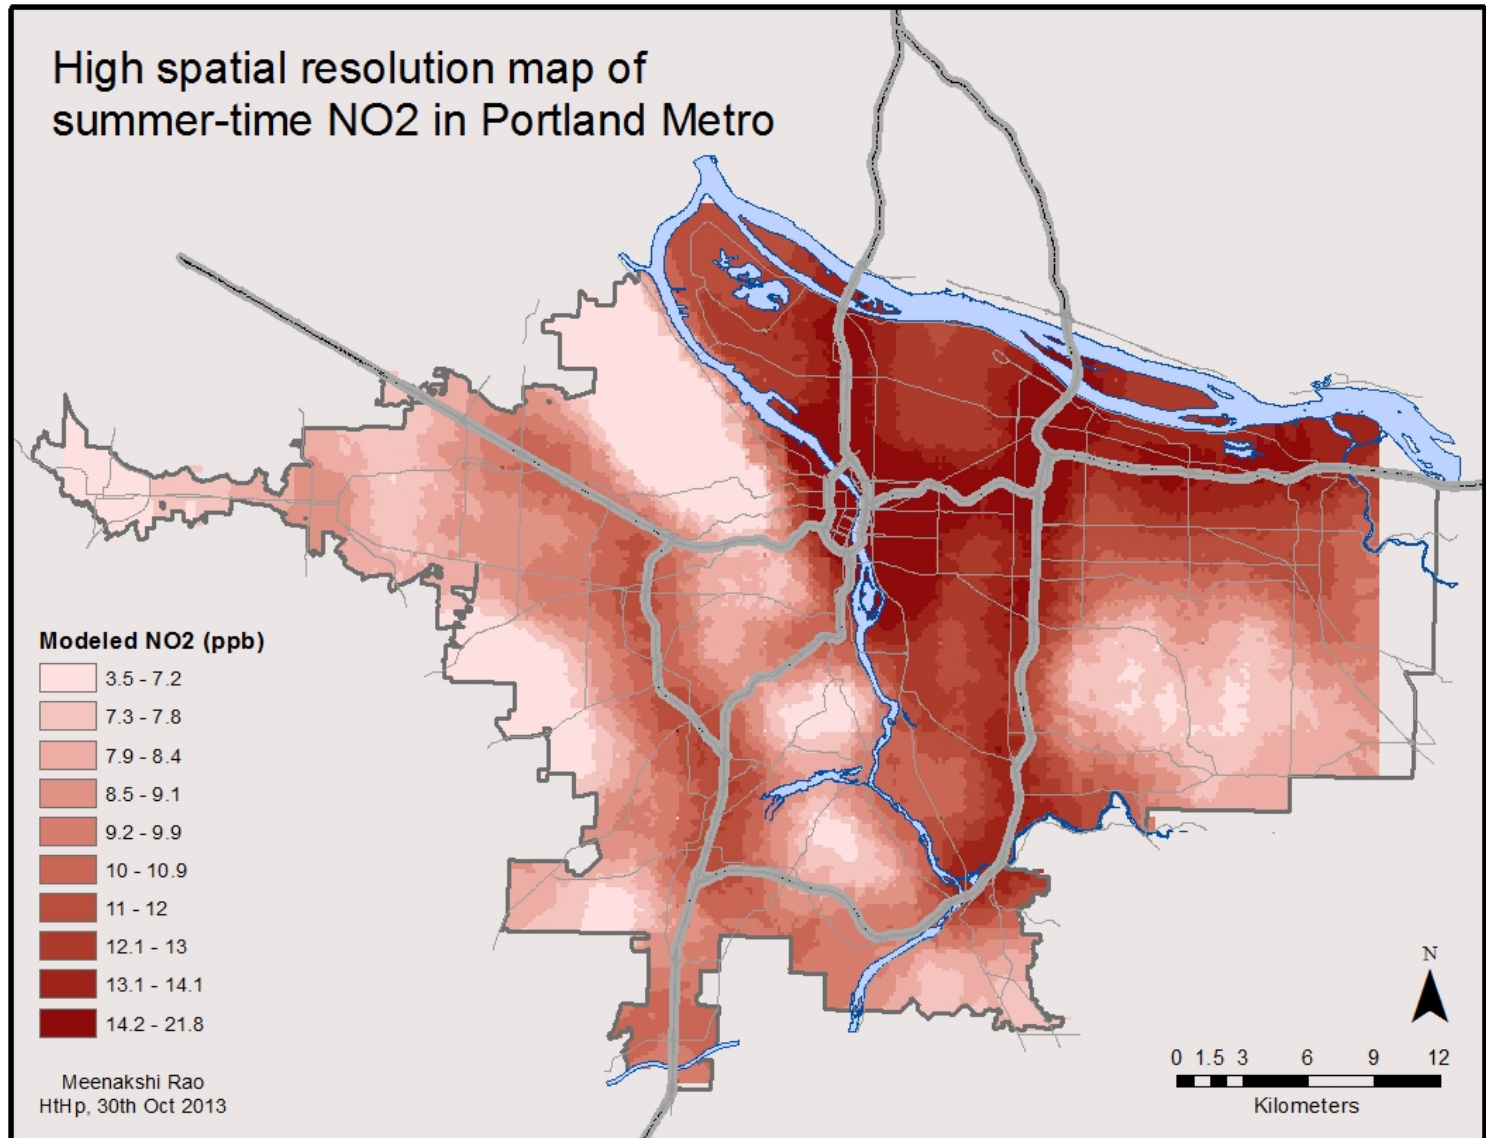 High spatial resolution map of
summer-time NO2 in Portland Metro
Modeled NO2 (ppb)
3.5 - 7.2
7.3 - 7.8
7.9 - 8.4
8.5 - 9.1
9.2 - 9.9
10 - 10.9
11 - 12
12.1 - 13
13.1 - 14.1
14.2 - 21.8
Meenakshi Rao
HtHp, 30th Oct 2013
N
0 1.5 3 6 9 12
Kilometers